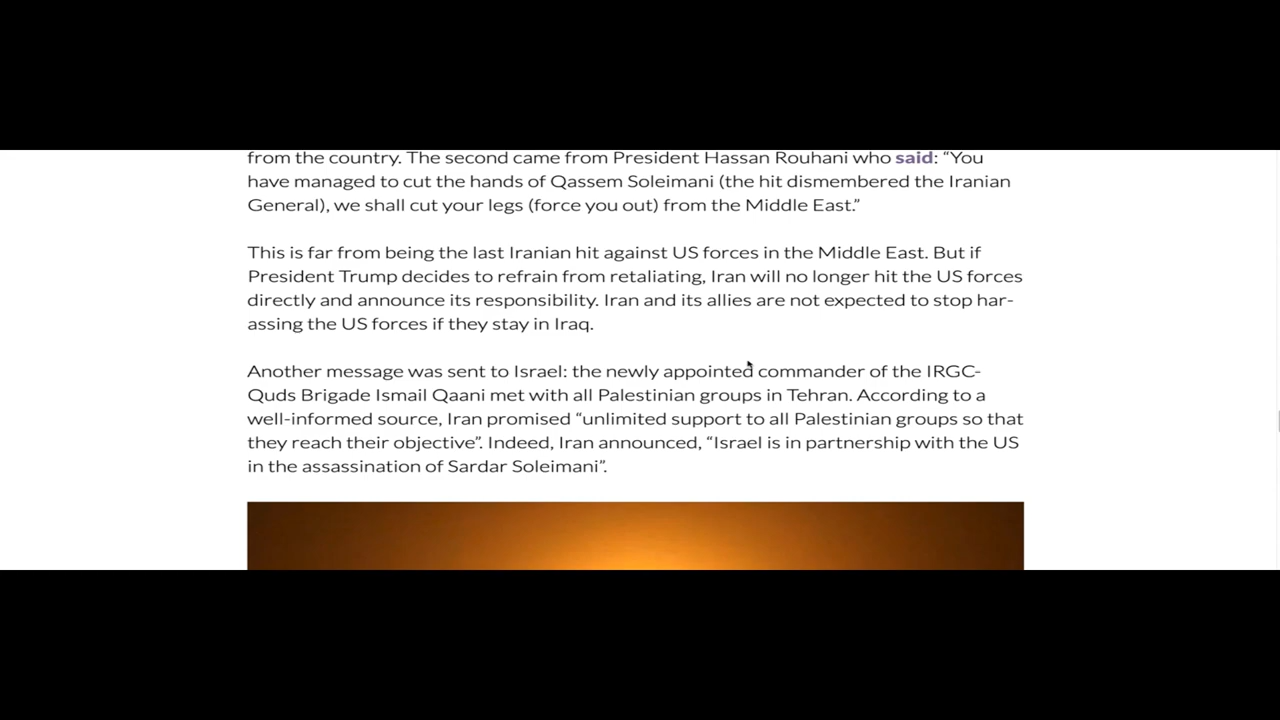 from the country. The second came from President Hassan Rouhani who said: “You
have managed to cut the hands of Qassem Soleimani (the hit dismembered the Iranian
General), we shall cut your legs (force you out) from the Middle East.”
This is far from being the last Iranian hit against US forces in the Middle East. But if
President Trump decides to refrain from retaliating, Iran will no longer hit the US forces
directly and announce its responsibility. Iran and its allies are not expected to stop har-
assing the US forces if they stay in Iraq.
Another message was sent to Israel: the newly appointed commander of the IRGC-
Quds Brigade Ismail Qaani met with all Palestinian groups in Tehran. According to a
well-informed source, Iran promised “unlimited support to all Palestinian groups so that
they reach their objective”. Indeed, Iran announced, “Israel is in partnership with the US
in the assassination of Sardar Soleimani”.